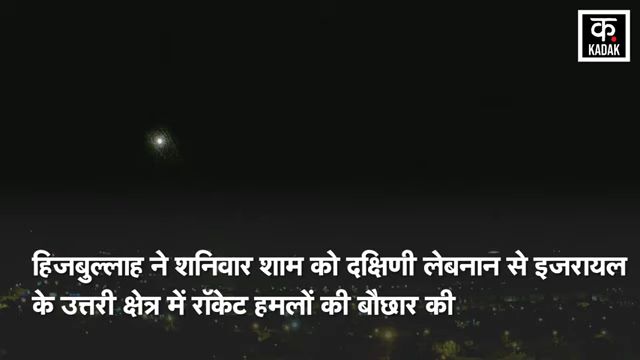 क.
KADAK
हिजबुल्लाह ने शनिवार शाम को दक्षिणी लेबनान से इजरायल
के उत्तरी क्षेत्र में रॉकेट हमलों की बौछार की